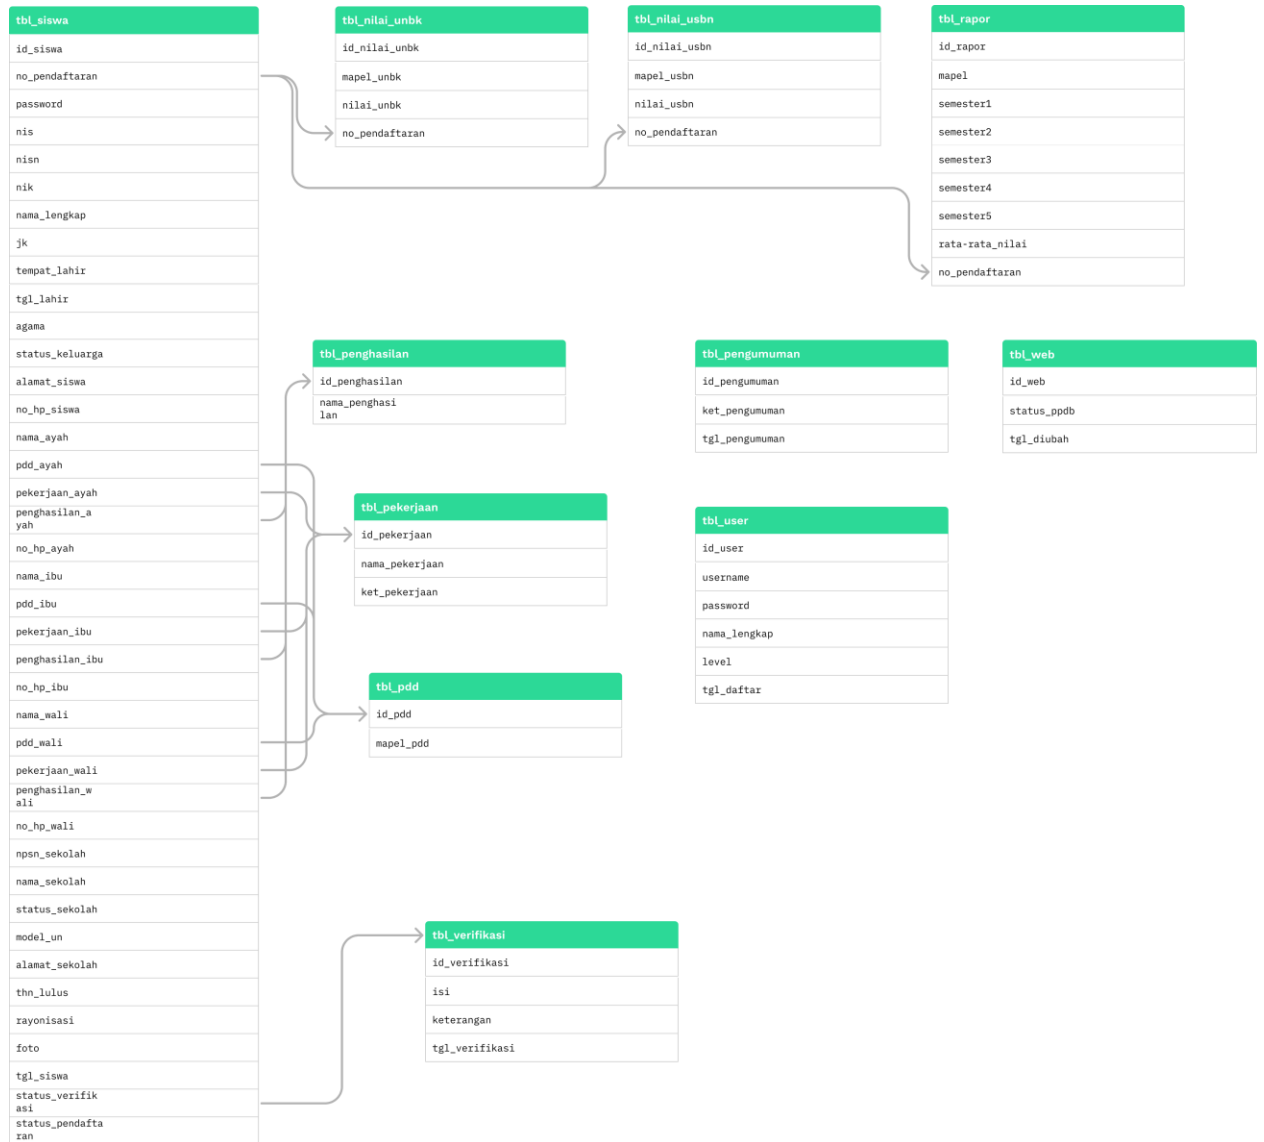 tbl_siswa
id_siswa
no_pendaftaran
password
nis
nisn
nik
nama_lengkap
jk
tempat_lahir
tgl_lahir
agama
status_keluarga
alamat_siswa
no_hp_siswa
nama_ayah
pdd_ayah
pekerjaan_ayah
penghasilan_a
yah
no_hp_ayah
nama_ibu
pdd_ibu
pekerjaan_ibu
penghasilan_ibu
no_hp_ibu
nama_wali
pdd_wali
pekerjaan_wali
penghasilan_w
ali
no_hp_wali
npsn_sekolah
nama_sekolah
status_sekolah
model_un
alamat_sekolah
thn_lulus
rayonisasi
foto
tgl_siswa
status_verifik
asi
status_pendafta
ran
tbl_nilai_unbk
id_nilai_unbk
mapel_unbk
nilai_unbk
no_pendaftaran
tbl_nilai_usbn
id_nilai_usbn
mapel_usbn
nilai_usbn
no_pendaftaran
tbl_rapor
id_rapor
mapel
semester1
semester2
semester3
semester4
semester5
rata-rata_nilai
no_pendaftaran
tbl_penghasilan
id_penghasilan
nama_penghasi
lan
tbl_pengumuman
id_pengumuman
ket_pengumuman
tgl_pengumuman
tbl_web
id_web
status_ppdb
tgl_diubah
tbl_pekerjaan
id_pekerjaan
nama_pekerjaan
ket_pekerjaan
tbl_user
id_user
username
password
nama_lengkap
level
tgl_daftar
tbl_pdd
id_pdd
mapel_pdd
tbl_verifikasi
id_verifikasi
isi
keterangan
tgl_verifikasi